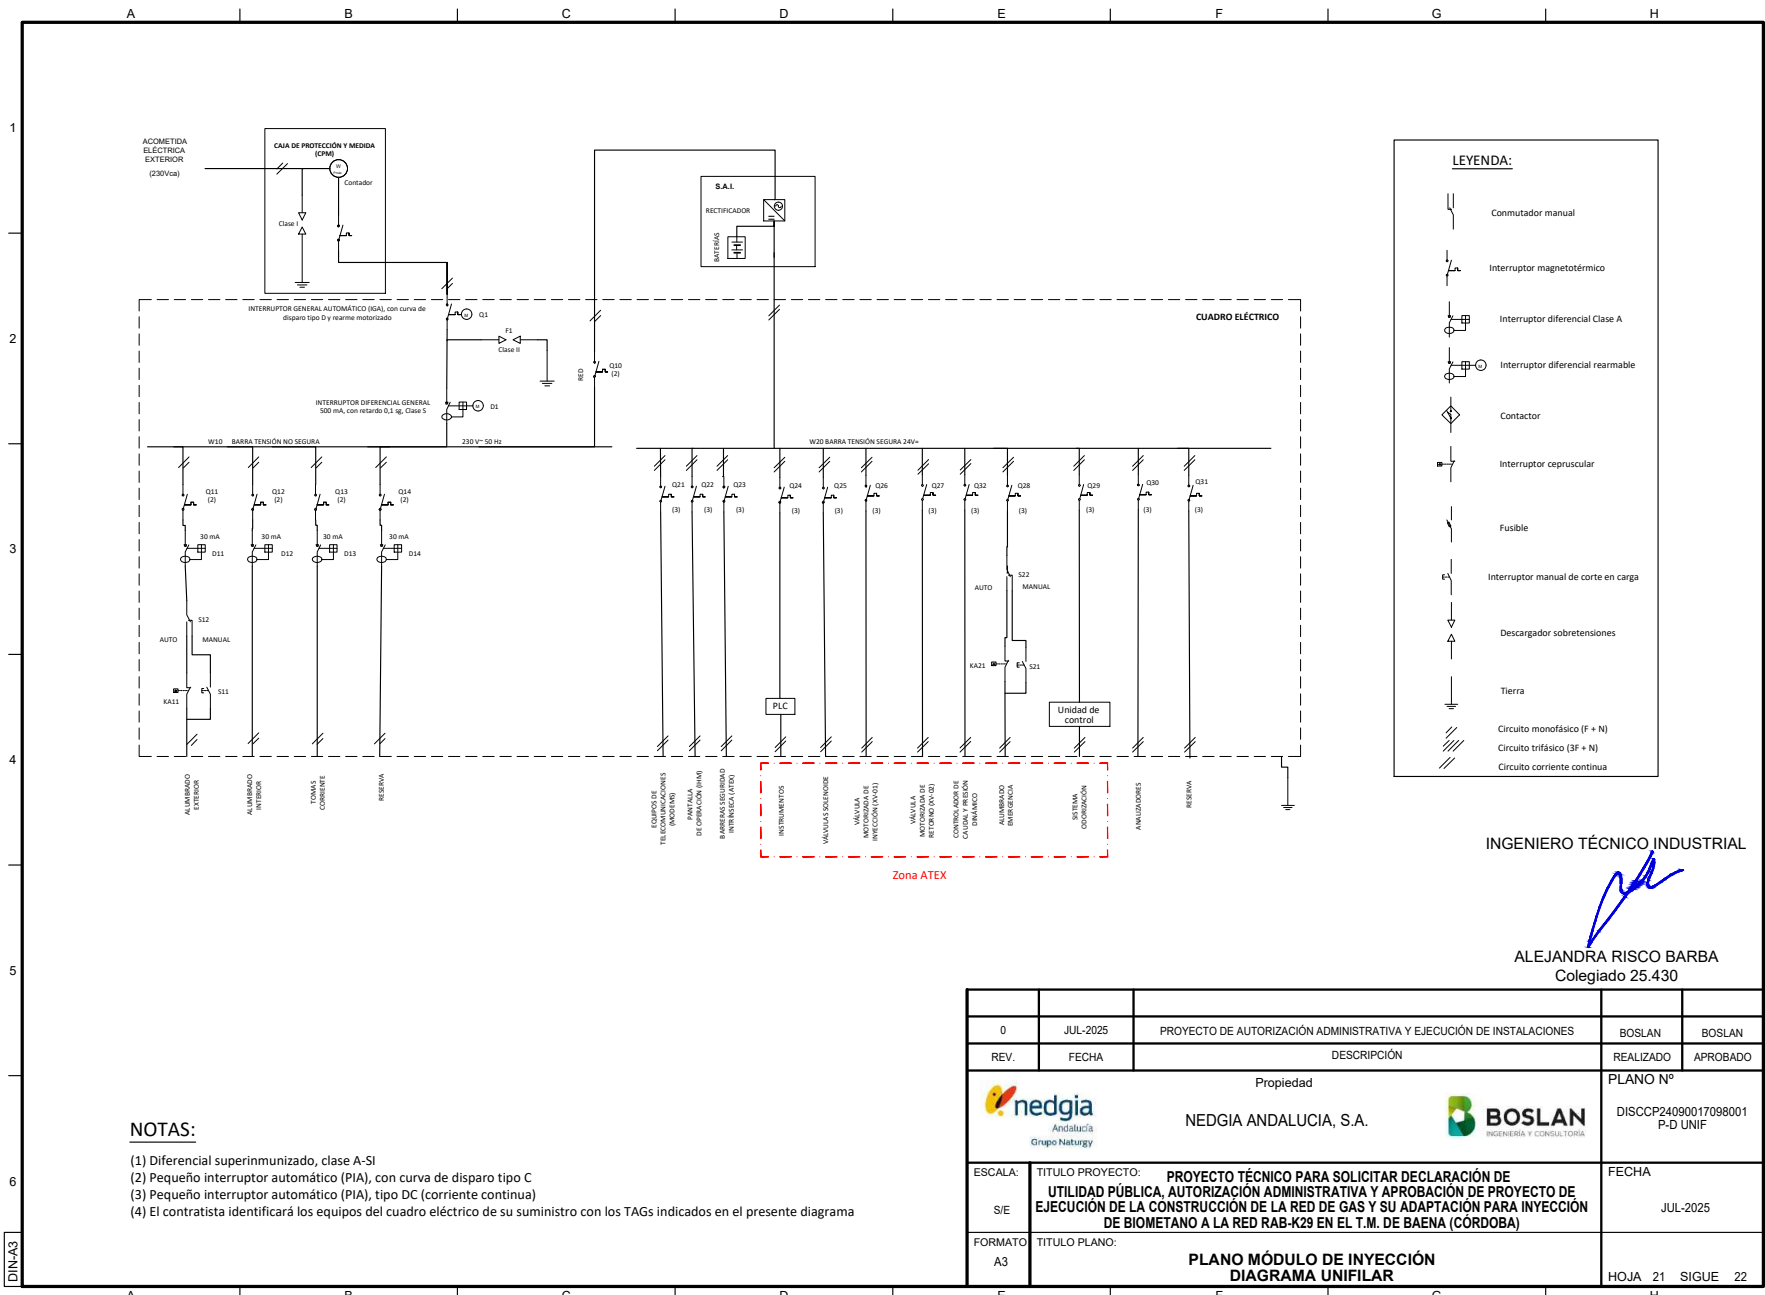 A B C D E F G H
1
2
3
4
5
6
DIN-A3
ACOMETIDA
ELÉCTRICA
EXTERIOR
(230Vca)
CAJA DE PROTECCIÓN Y MEDIDA
(CPM)
W
Contador
Clase I
S.A.I.
RECTIFICADOR
BATERÍAS
INTERRUPTOR GENERAL AUTOMÁTICO (IGA), con curva de
disparo tipo D y rearme motorizado
M
Q1
F1
Clase II
CUADRO ELÉCTRICO
RED
Q10
(2)
INTERRUPTOR DIFERENCIAL GENERAL
500 mA, con retardo 0,1 sg, Clase S
M
D1
W10 BARRA TENSIÓN NO SEGURA
230 V~ 50 Hz
W20 BARRA TENSIÓN SEGURA 24V=
Q11
(2)
Q12
(2)
Q13
(2)
Q14
(2)
Q21
(3)
Q22
(3)
Q23
(3)
Q24
(3)
Q25
(3)
Q26
(3)
Q27
(3)
Q32
(3)
Q28
(3)
Q29
(3)
Q30
(3)
Q31
(3)
30 mA
D11
30 mA
D12
30 mA
D13
30 mA
D14
S12
AUTO
MANUAL
KA11
S11
S22
AUTO
MANUAL
KA21
S21
PLC
Unidad de
control
ALUMBRADO
EXTERIOR
ALUMBRADO
INTERIOR
TOMAS
CORRIENTE
RESERVA
EQUIPOS DE
TELECOMUNICACIONES
(MODEMS)
PANTALLA
DE OPERACIÓN (IHM)
BARRERAS SEGURIDAD
INTRÍNSECA (ATEX)
INSTRUMENTOS
VÁLVULA SOLENOIDE
VÁLVULA
MOTORIZADA DE
INYECCIÓN (XV-01)
VÁLVULA
MOTORIZADA DE
RETORNO (XV-02)
CONTROLADOR DE
CAUDAL Y PRESIÓN
DINÁMICO
ALUMBRADO
EMERGENCIA
SISTEMA
ODORIZACIÓN
ANALIZADORES
RESERVA
Zona ATEX
LEYENDA:
Conmutador manual
Interruptor magnetotérmico
Interruptor diferencial Clase A
M
Interruptor diferencial rearmable
Contactor
Interruptor cepruscular
Fusible
Interruptor manual de corte en carga
Descargador sobretensiones
Tierra
Circuito monofásico (F + N)
Circuito trifásico (3F + N)
Circuito corriente continua
INGENIERO TÉCNICO INDUSTRIAL
ALEJANDRA RISCO BARBA
Colegiado 25.430
NOTAS:
(1) Diferencial superinmunizado, clase A-SI
(2) Pequeño interruptor automático (PIA), con curva de disparo tipo C
(3) Pequeño interruptor automático (PIA), tipo DC (corriente continua)
(4) El contratista identificará los equipos del cuadro eléctrico de su suministro con los TAGs indicados en el presente diagrama
0 JUL-2025 PROYECTO DE AUTORIZACIÓN ADMINISTRATIVA Y EJECUCIÓN DE INSTALACIONES BOSLAN BOSLAN
REV. FECHA DESCRIPCIÓN REALIZADO APROBADO
nedgia
Andalucía
Grupo Naturgy
Propiedad
NEDGIA ANDALUCIA, S.A.
BOSLAN
INGENIERÍA Y CONSULTORÍA
PLANO Nº
DISCCP24090017098001
P-D UNIF
ESCALA:
S/E
TITULO PROYECTO:
PROYECTO TÉCNICO PARA SOLICITAR DECLARACIÓN DE
UTILIDAD PÚBLICA, AUTORIZACIÓN ADMINISTRATIVA Y APROBACIÓN DE PROYECTO DE
EJECUCIÓN DE LA CONSTRUCCIÓN DE LA RED DE GAS Y SU ADAPTACIÓN PARA INYECCIÓN
DE BIOMETANO A LA RED RAB-K29 EN EL T.M. DE BAENA (CÓRDOBA)
FECHA
JUL-2025
FORMATO
A3
TITULO PLANO:
PLANO MÓDULO DE INYECCIÓN
DIAGRAMA UNIFILAR
HOJA 21 SIGUE 22